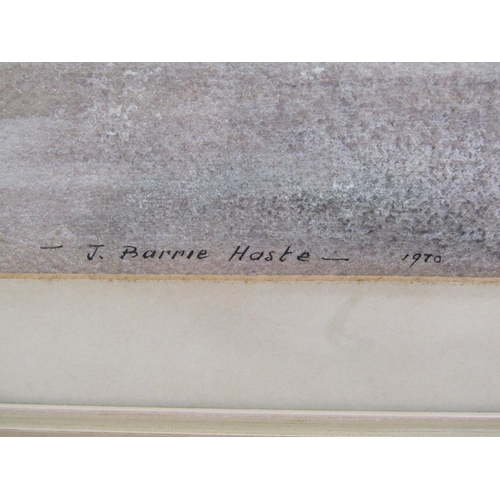 — J. Barrie Haste — 1970